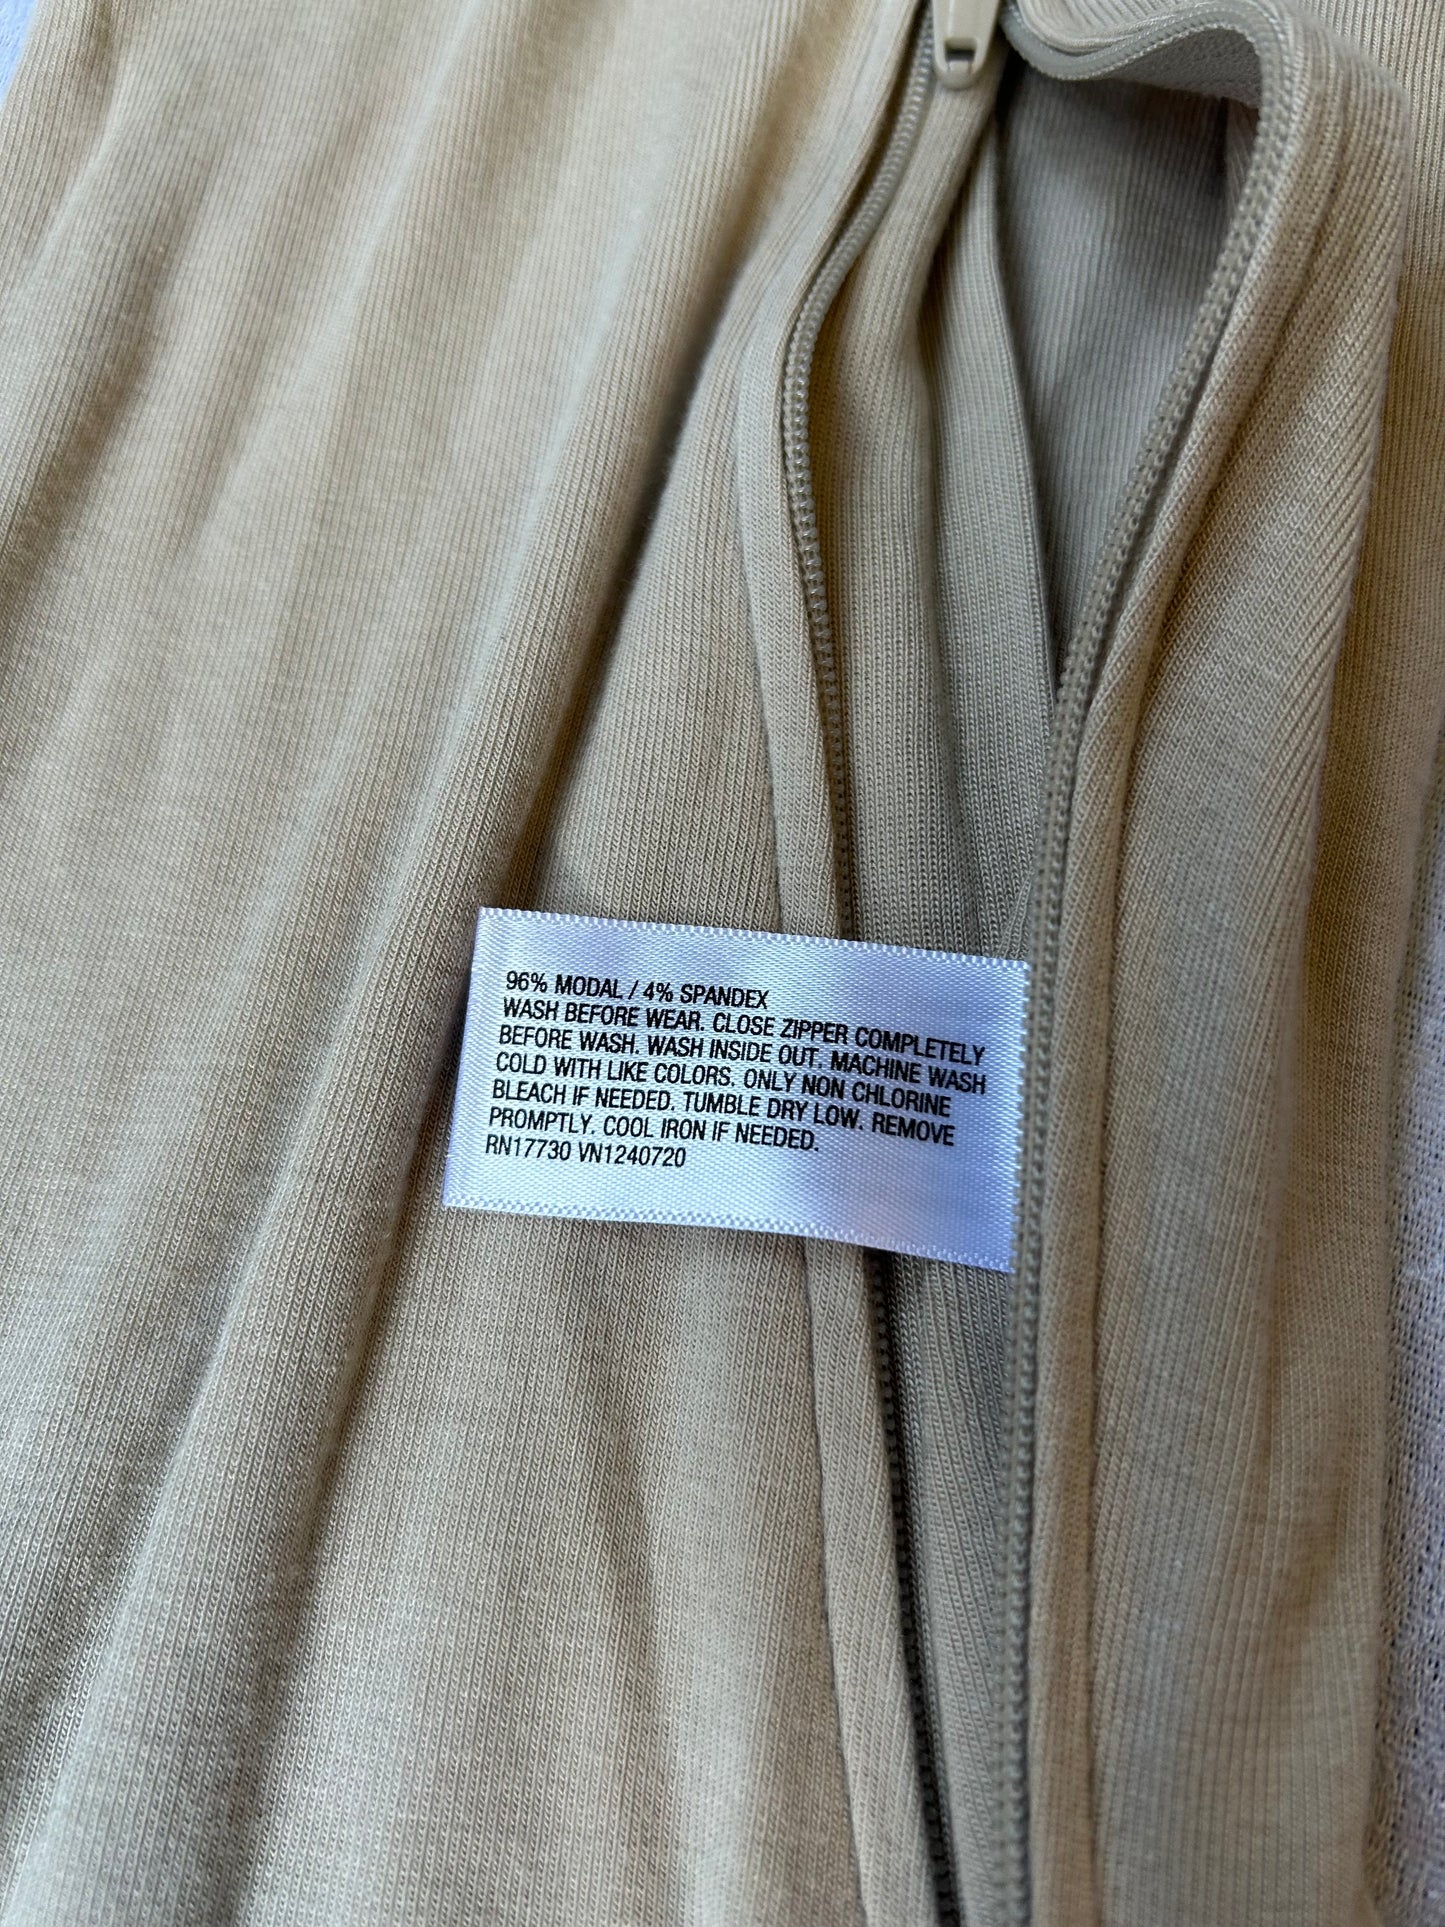 96% MODAL / 4% SPANDEX
WASH BEFORE WEAR. CLOSE ZIPPER COMPLETELY
BEFORE WASH. WASH INSIDE OUT. MACHINE WASH
COLD WITH LIKE COLORS. ONLY NON CHLORINE
BLEACH IF NEEDED. TUMBLE DRY LOW. REMOVE
PROMPTLY. COOL IRON IF NEEDED.
RN17730 VN1240720